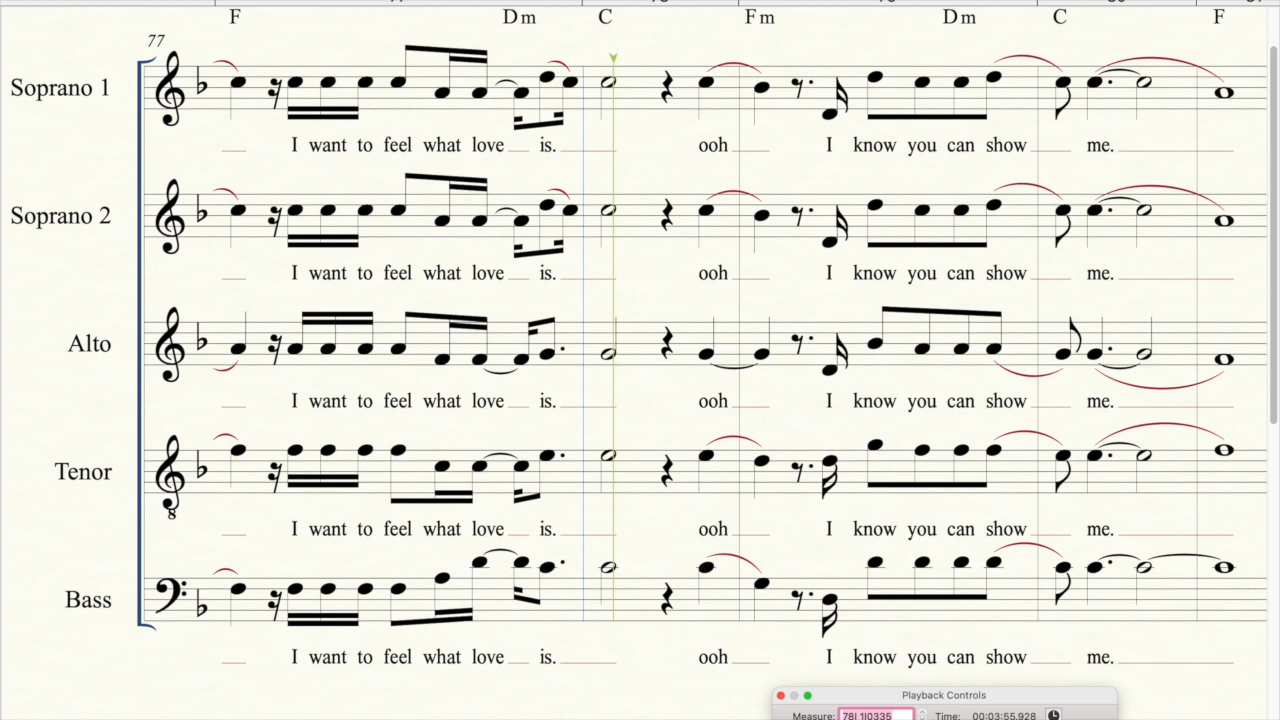 F Dm C Fm Dm C F
77
Soprano 1
I want to feel what love is. ooh I know you can show me.
Soprano 2
I want to feel what love is. ooh I know you can show me.
Alto
I want to feel what love is. ooh I know you can show me.
Tenor
8
I want to feel what love is. ooh I know you can show me.
Bass
I want to feel what love is. ooh I know you can show me.
Playback Controls
Measure: 78| 1|0335 Time: 00:03:55.928